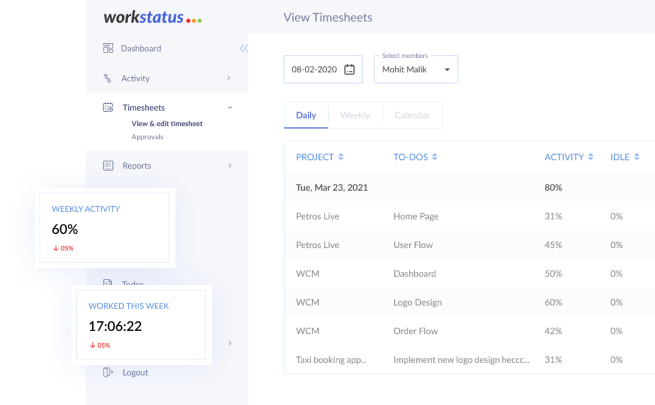 workstatus
View Timesheets
Dashboard
Activity
Timesheets
View & edit timesheet
Approvals
Reports
WEEKLY ACTIVITY
60%
↓ 05%
Todos
WORKED THIS WEEK
17:06:22
↓ 05%
Logout
Select members
08-02-2020 Mohit Malik
Daily Weekly Calendar
PROJECT TO-DOS ACTIVITY IDLE
Tue, Mar 23, 2021 80%
Petros Live Home Page 31% 0%
Petros Live User Flow 45% 0%
WCM Dashboard 50% 0%
WCM Logo Design 60% 0%
WCM Order Flow 42% 0%
Taxi booking app... Implement new logo design heccc... 31% 0%